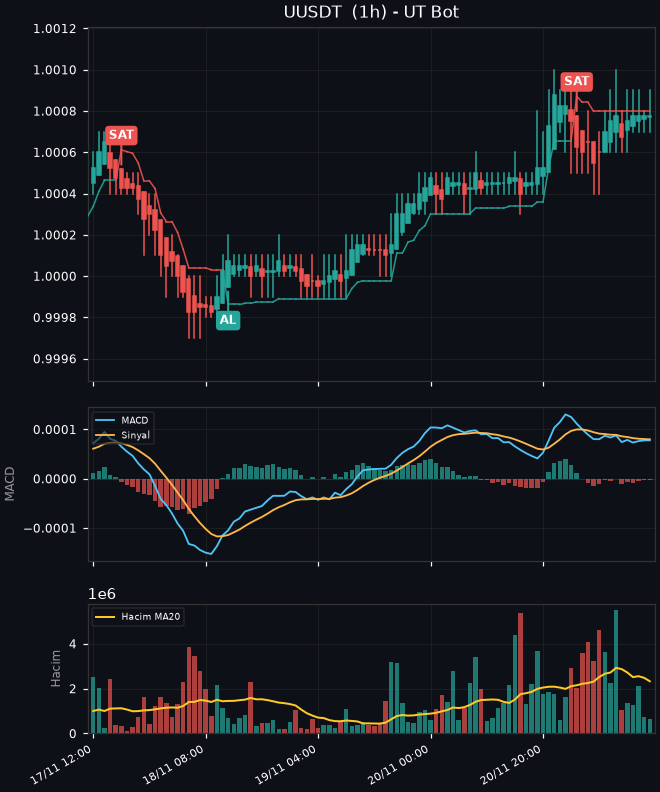 UUSDT  (1h) - UT Bot
1.0012
1.0010
1.0008
1.0006
1.0004
1.0002
1.0000
0.9998
0.9996
SAT
AL
SAT
MACD
Sinyal
MACD
0.0001
0.0000
−0.0001
1e6
Hacim MA20
Hacim
4
2
0
17/11 12:00
18/11 08:00
19/11 04:00
20/11 00:00
20/11 20:00